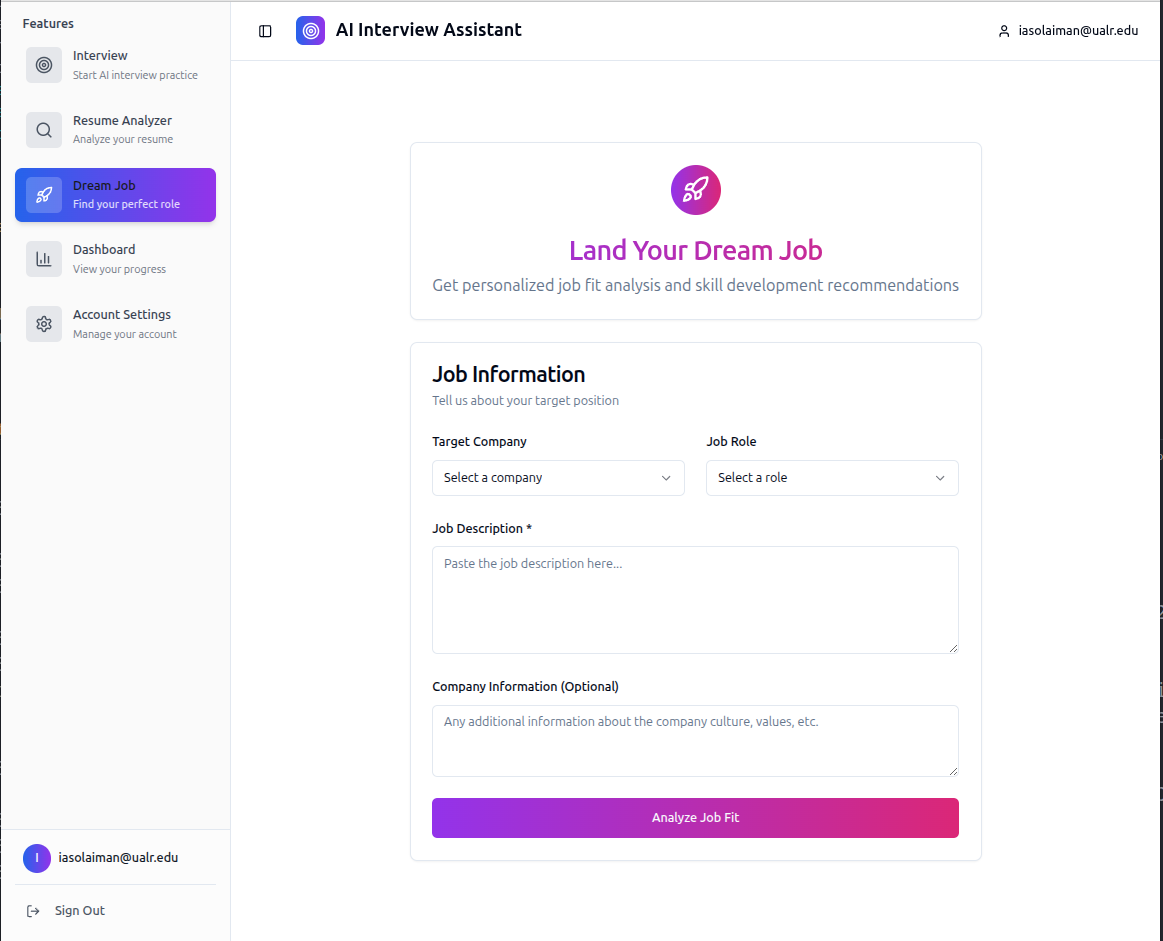 Features
Interview
Start AI interview practice
Resume Analyzer
Analyze your resume
Dream Job
Find your perfect role
Dashboard
View your progress
Account Settings
Manage your account
I
iasolaiman@ualr.edu
Sign Out
AI Interview Assistant
iasolaiman@ualr.edu
Land Your Dream Job
Get personalized job fit analysis and skill development recommendations
Job Information
Tell us about your target position
Target Company
Job Role
Select a company
Select a role
Job Description *
Paste the job description here...
Company Information (Optional)
Any additional information about the company culture, values, etc.
Analyze Job Fit